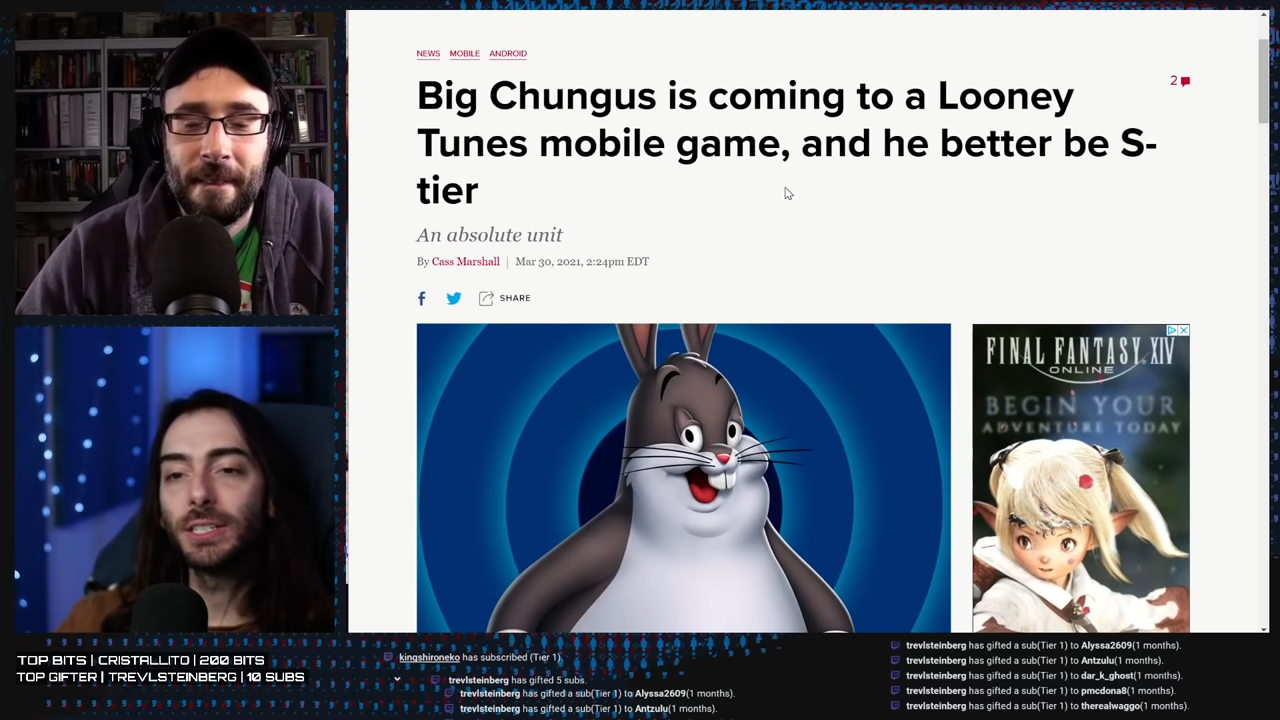 NEWS MOBILE ANDROID
Big Chungus is coming to a Looney
Tunes mobile game, and he better be S-
tier
2
An absolute unit
By Cass Marshall | Mar 30, 2021, 2:24pm EDT
SHARE
FINAL FANTASY XIV
ONLINE
BEGIN YOUR
ADVENTURE TODAY
TOP BITS | CRISTALLITO | 200 BITS
TOP GIFTER | TREVLSTEINBERG | 10 SUBS
kingshironeko has subscribed (Tier 1).
trevlsteinberg has gifted 5 subs.
trevlsteinberg has gifted a sub(Tier 1) to Alyssa2609(1 months).
trevlsteinberg has gifted a sub(Tier 1) to Antzulu(1 months).
trevlsteinberg has gifted a sub(Tier 1) to Alyssa2609(1 months).
trevlsteinberg has gifted a sub(Tier 1) to Antzulu(1 months).
trevlsteinberg has gifted a sub(Tier 1) to dar_k_ghost(1 months).
trevlsteinberg has gifted a sub(Tier 1) to pmcdona8(1 months).
trevlsteinberg has gifted a sub(Tier 1) to therealwaggo(1 months).